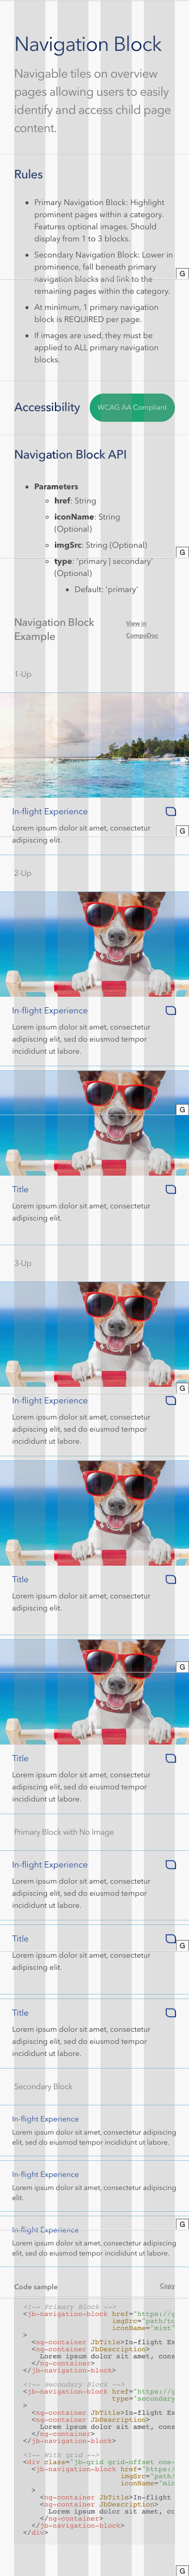 Navigation Block
Navigable tiles on overview
pages allowing users to easily
identify and access child page
content.
Rules
• Primary Navigation Block: Highlight
prominent pages within a category.
Features optional images. Should
display from 1 to 3 blocks.
• Secondary Navigation Block: Lower in
prominence, fall beneath primary
navigation blocks and link to the
remaining pages within the category.
G
• At minimum, 1 primary navigation
block is REQUIRED per page.
• If images are used, they must be
applied to ALL primary navigation
blocks.
Accessibility
WCAG AA Compliant
Navigation Block API
• Parameters
href: String
iconName: String
(Optional)
imgSrc: String (Optional)
G
type: 'primary | secondary'
(Optional)
Default: 'primary'
Navigation Block
Example
View in
CompoDoc
1-Up
In-flight Experience
Lorem ipsum dolor sit amet, consectetur
adipiscing elit.
G
2-Up
In-flight Experience
Lorem ipsum dolor sit amet, consectetur
adipiscing elit, sed do eiusmod tempor
incididunt ut labore.
G
Title
Lorem ipsum dolor sit amet, consectetur
adipiscing elit.
3-Up
G
In-flight Experience
Lorem ipsum dolor sit amet, consectetur
adipiscing elit, sed do eiusmod tempor
incididunt ut labore.
Title
Lorem ipsum dolor sit amet, consectetur
adipiscing elit.
G
Title
Lorem ipsum dolor sit amet, consectetur
adipiscing elit, sed do eiusmod tempor
incididunt ut labore.
Primary Block with No Image
In-flight Experience
Lorem ipsum dolor sit amet, consectetur
adipiscing elit, sed do eiusmod tempor
incididunt ut labore.
Title
G
Lorem ipsum dolor sit amet, consectetur
adipiscing elit.
Title
Lorem ipsum dolor sit amet, consectetur
adipiscing elit, sed do eiusmod tempor
incididunt ut labore.
Secondary Block
In-flight Experience
Lorem ipsum dolor sit amet, consectetur adipiscing
elit, sed do eiusmod tempor incididunt ut labore.
In-flight Experience
Lorem ipsum dolor sit amet, consectetur adipiscing
elit.
G
In-flight Experience
Lorem ipsum dolor sit amet, consectetur adipiscing
elit, sed do eiusmod tempor incididunt ut labore.
Code sample
Copy
<!-- Primary Block -->
<jb-navigation-block href="https://g
imgSrc="path/to
iconName="mint"
>
<ng-container JbTitle>In-flight Ex
<ng-container JbDescription>
Lorem ipsum dolor sit amet, cons
</ng-container>
</jb-navigation-block>
<!-- Secondary Block -->
<jb-navigation-block href="https://g
type="secondary
>
<ng-container JbTitle>In-flight Ex
<ng-container JbDescription>
Lorem ipsum dolor sit amet, cons
</ng-container>
</jb-navigation-block>
<!-- With grid -->
<div class="jb-grid grid-offset one-
<jb-navigation-block href="https:/
imgSrc="path/
iconName="min
>
<ng-container JbTitle>In-flight
<ng-container JbDescription>
Lorem ipsum dolor sit amet, co
</ng-container>
</jb-navigation-block>
</div>
G